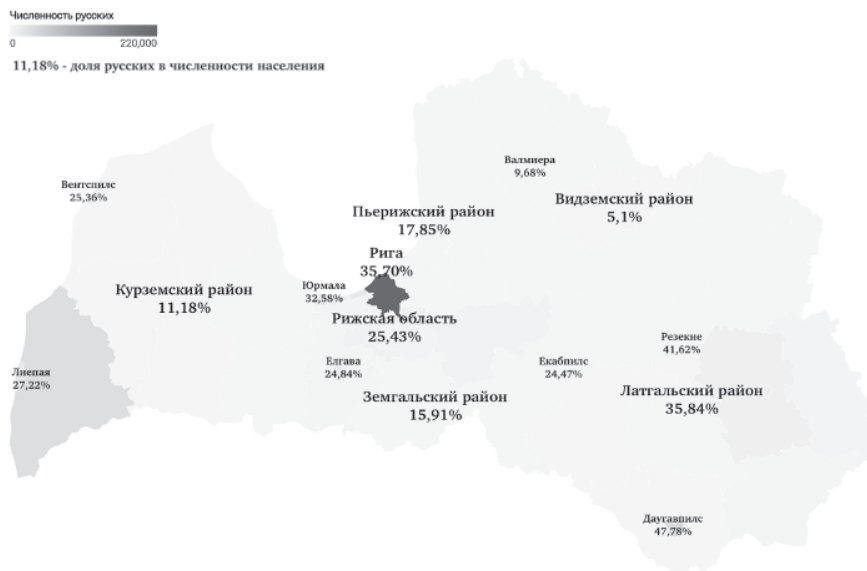 Численность русских
0 220,000
11,18% - доля русских в численности населения
Валмиера
9,68%
Вентспилс
25,36%
Видземский район
5,1%
Пьерижский район
17,85%
Рига
35,70%
Юрмала
32,58%
Курземский район
11,18%
Рижская область
25,43%
Резекне
41,62%
Елгава
24,84%
Екабпилс
24,47%
Лиепая
27,22%
Латгальский район
35,84%
Земгальский район
15,91%
Даугавпилс
47,78%